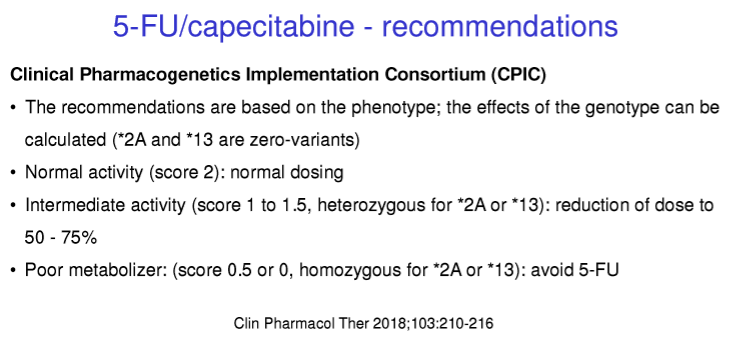 5-FU/capecitabine - recommendations
Clinical Pharmacogenetics Implementation Consortium (CPIC)
• The recommendations are based on the phenotype; the effects of the genotype can be
calculated (*2A and *13 are zero-variants)
• Normal activity (score 2): normal dosing
• Intermediate activity (score 1 to 1.5, heterozygous for *2A or *13): reduction of dose to
50 - 75%
• Poor metabolizer: (score 0.5 or 0, homozygous for *2A or *13): avoid 5-FU
Clin Pharmacol Ther 2018;103:210-216